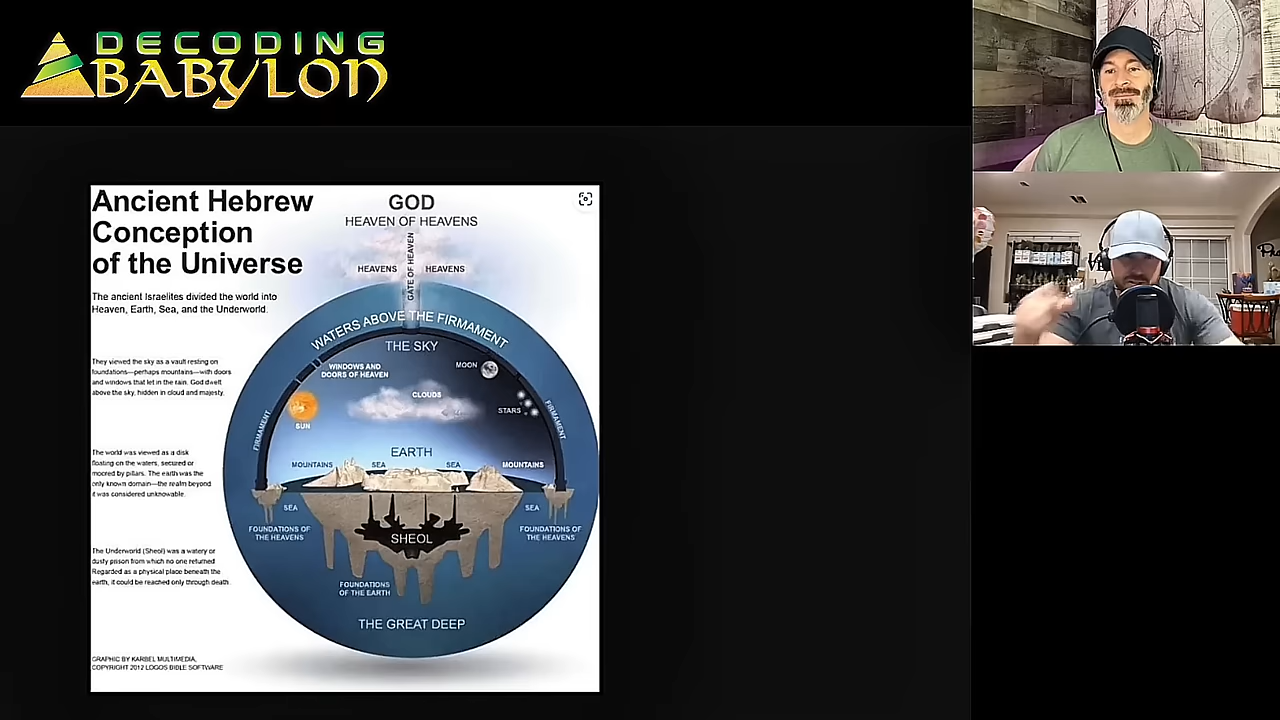 DECODING
BABYLON
Ancient Hebrew
Conception
of the Universe
The ancient Israelites divided the world into
Heaven, Earth, Sea, and the Underworld.
They viewed the sky as a vault resting on
foundations—perhaps mountains—with doors
and windows that let in the rain. God dwelt
above the sky, hidden in cloud and majesty.
The world was viewed as a disk
floating on the waters, secured or
moored by pillars. The earth was the
only known domain—the realm beyond
it was considered unknowable.
The Underworld (Sheol) was a watery or
dusty prison from which no one returned
Regarded as a physical place beneath the
earth, it could be reached only through death
GRAPHIC BY KARBEL MULTIMEDIA,
COPYRIGHT 2012 LOGOS BIBLE SOFTWARE
GOD
HEAVEN OF HEAVENS
GATE OF HEAVEN
HEAVENS
HEAVENS
WATERS ABOVE THE FIRMAMENT
THE SKY
WINDOWS AND
DOORS OF HEAVEN
MOON
CLOUDS
STARS
SUN
FIRMAMENT
FIRMAMENT
EARTH
MOUNTAINS
SEA
SEA
MOUNTAINS
SEA
SEA
FOUNDATIONS OF
THE HEAVENS
FOUNDATIONS OF
THE HEAVENS
SHEOL
FOUNDATIONS
OF THE EARTH
THE GREAT DEEP